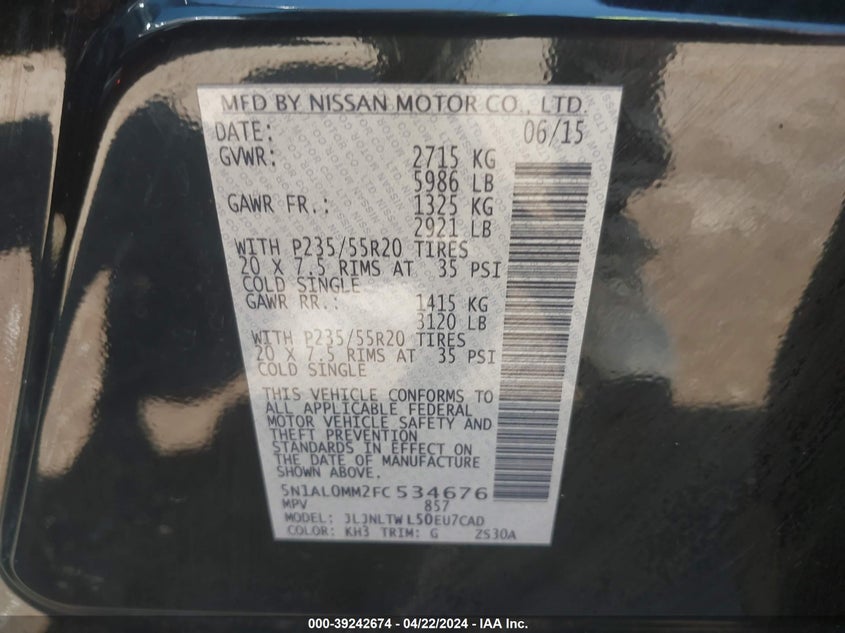 MFD BY NISSAN MOTOR CO., LTD.
DATE: 06/15
GVWR: 2715 KG
5986 LB
GAWR FR.: 1325 KG
2921 LB
WITH P235/55R20 TIRES
20 X 7.5 RIMS AT 35 PSI
COLD SINGLE
GAWR RR.: 1415 KG
3120 LB
WITH P235/55R20 TIRES
20 X 7.5 RIMS AT 35 PSI
COLD SINGLE
THIS VEHICLE CONFORMS TO
ALL APPLICABLE FEDERAL
MOTOR VEHICLE SAFETY AND
THEFT PREVENTION
STANDARDS IN EFFECT ON
THE DATE OF MANUFACTURE
SHOWN ABOVE.
5N1AL0MM2FC534676
MPV 857
MODEL: JLJNLTWL50EU7CAD
COLOR: KH3 TRIM: G ZS30A
000-39242674 - 04/22/2024 - IAA Inc.